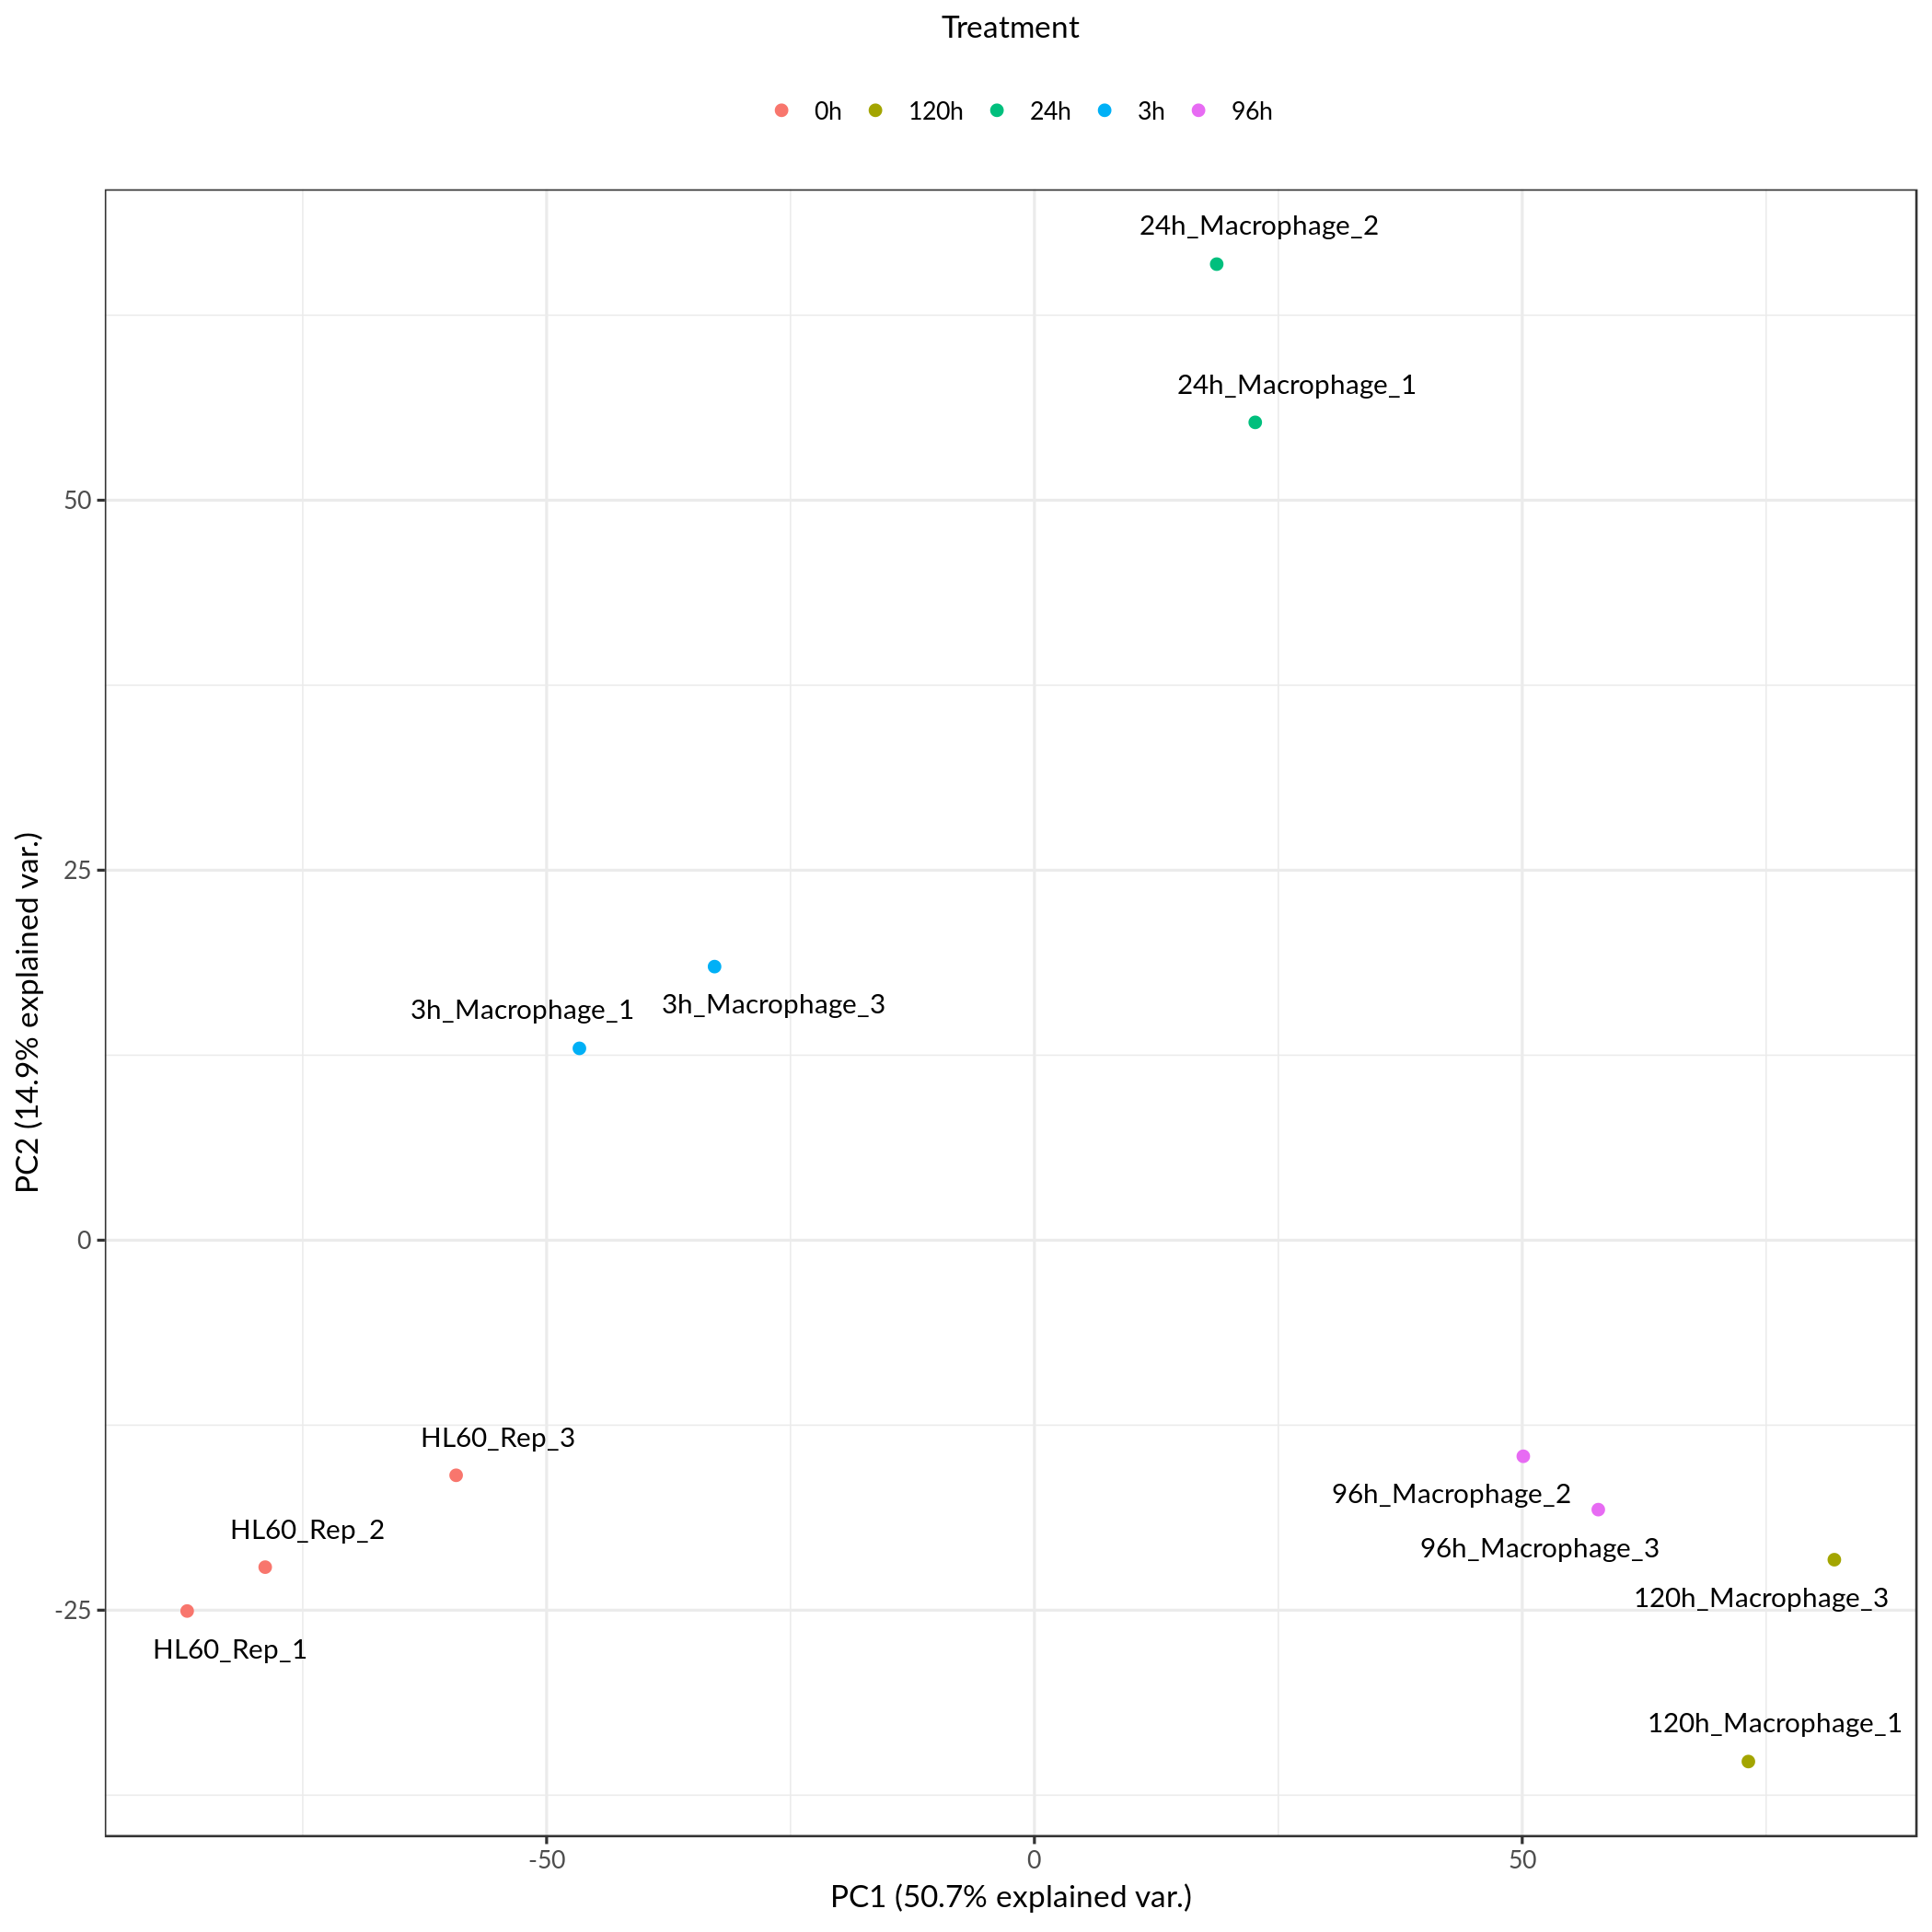 Treatment
0h 120h 24h 3h 96h
24h_Macrophage_2
24h_Macrophage_1
50
25
3h_Macrophage_3
3h_Macrophage_1
PC2 (14.9% explained var.)
0
HL60_Rep_3
96h_Macrophage_2
HL60_Rep_2
96h_Macrophage_3
120h_Macrophage_3
-25
HL60_Rep_1
120h_Macrophage_1
-50 0 50
PC1 (50.7% explained var.)